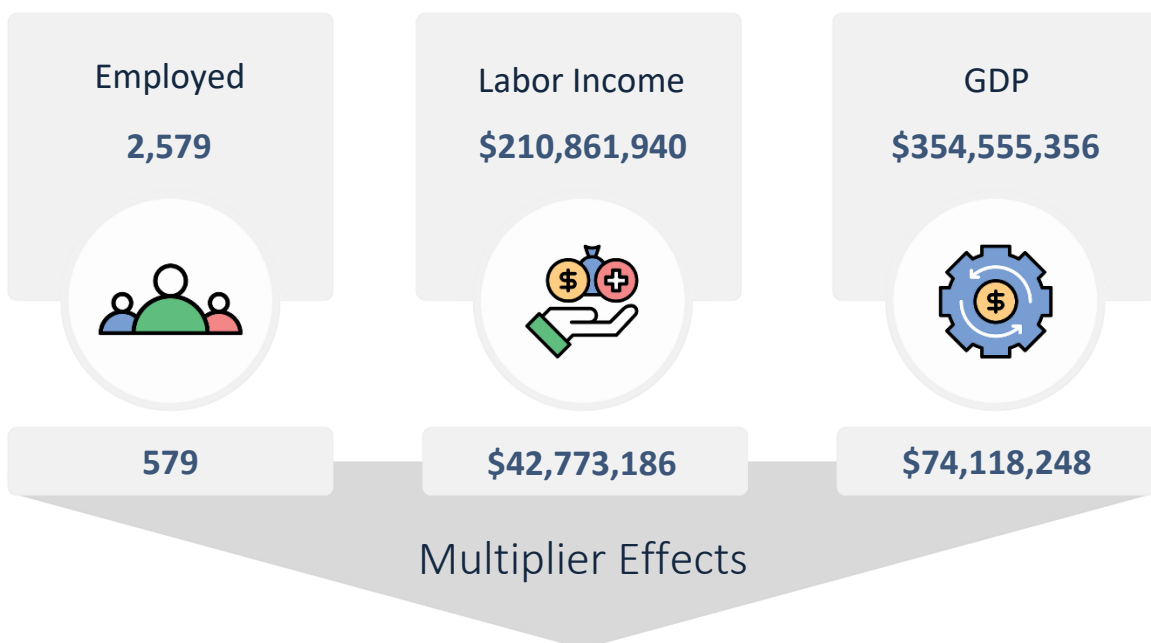 Employed
2,579
Labor Income
$210,861,940
GDP
$354,555,356
$
$
579
$42,773,186
$74,118,248
Multiplier Effects